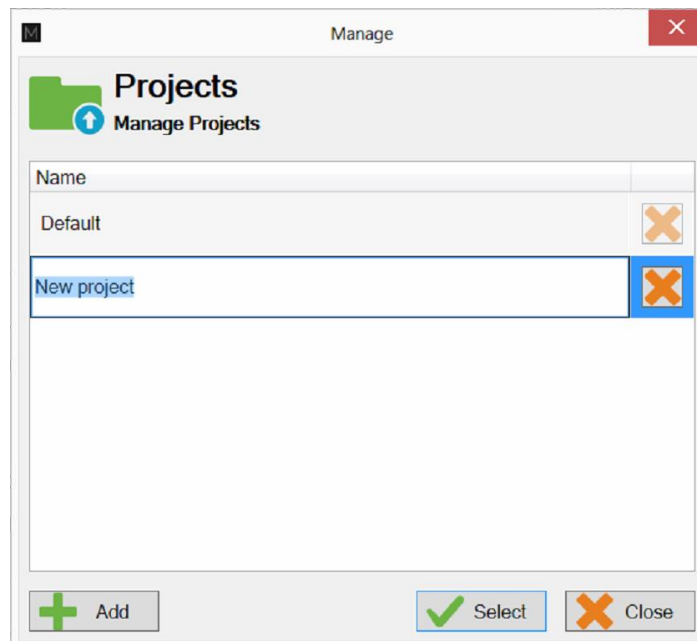 M
Manage
Projects
Manage Projects
Name
Default
New project
Add
Select
Close